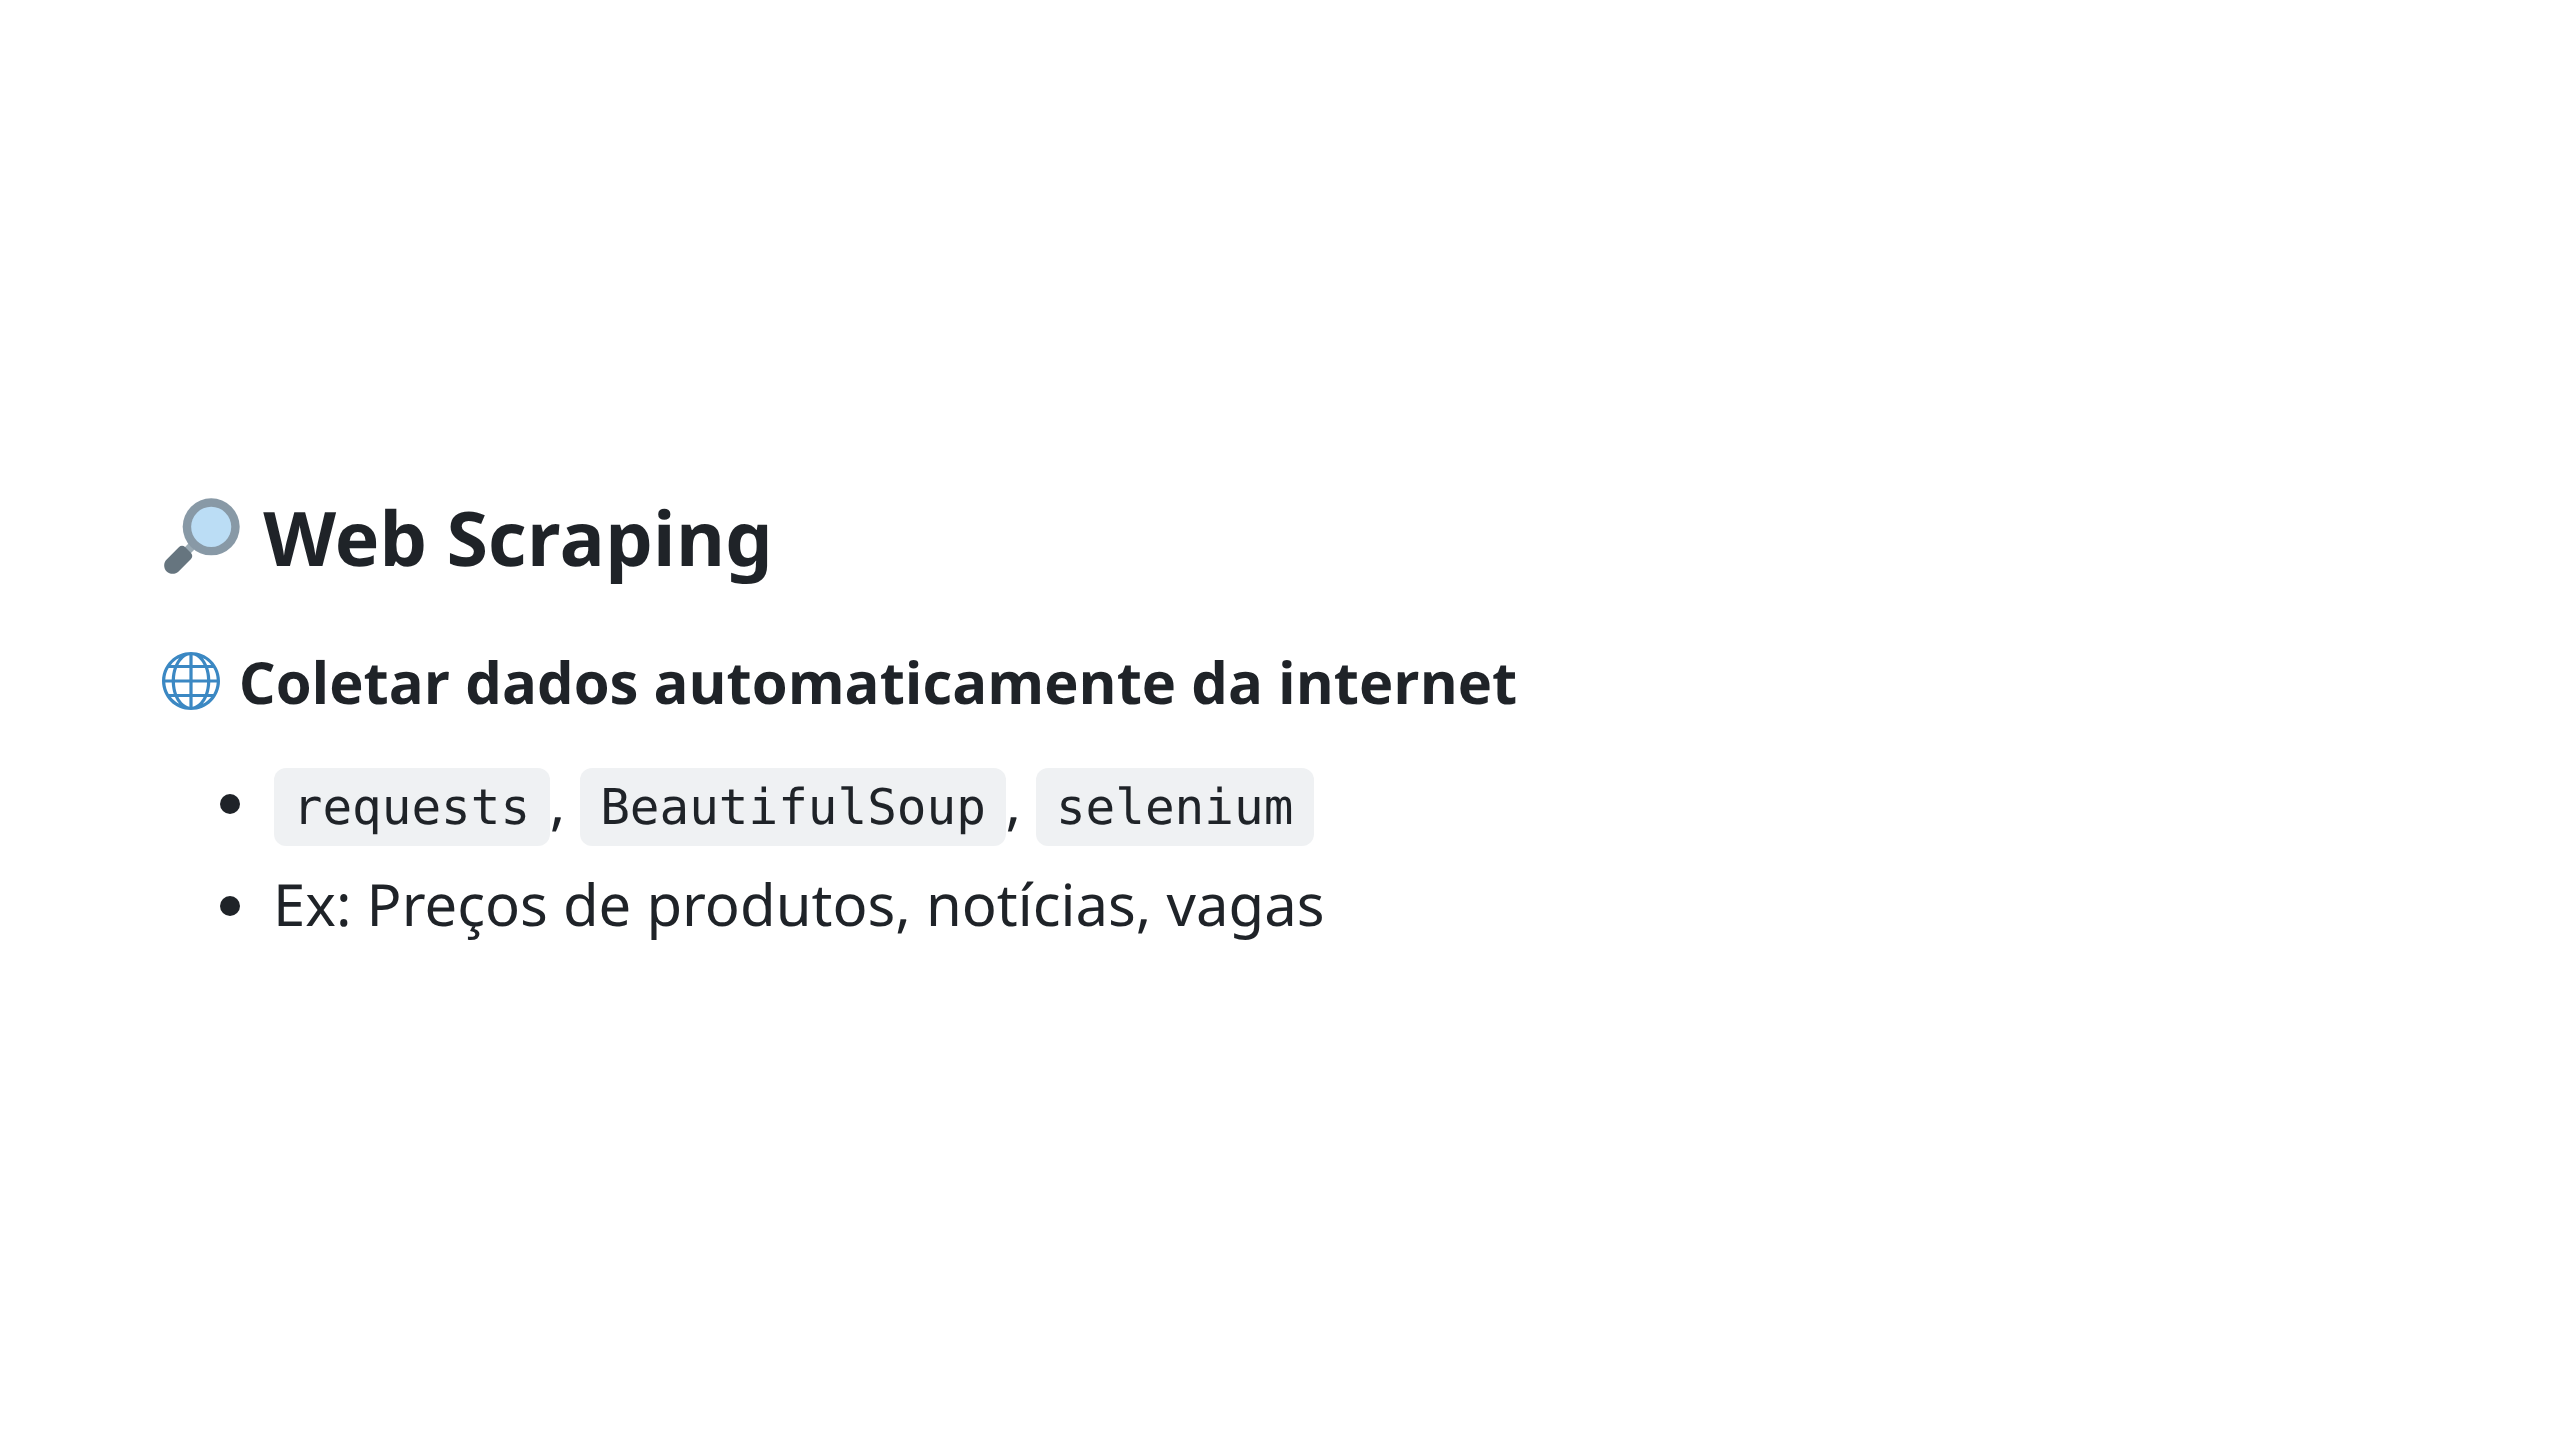 🔎 Web Scraping
🌐 Coletar dados automaticamente da internet
• requests, BeautifulSoup, selenium
• Ex: Preços de produtos, notícias, vagas